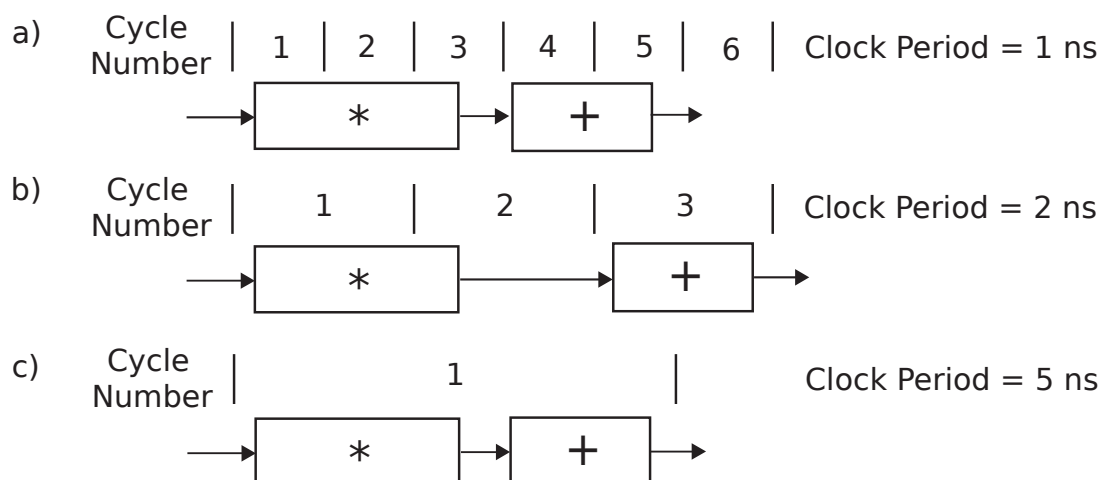 a) Cycle Number 1 2 3 4 5 6 Clock Period = 1 ns
* +
b) Cycle Number 1 2 3 Clock Period = 2 ns
* +
c) Cycle Number 1 Clock Period = 5 ns
* +